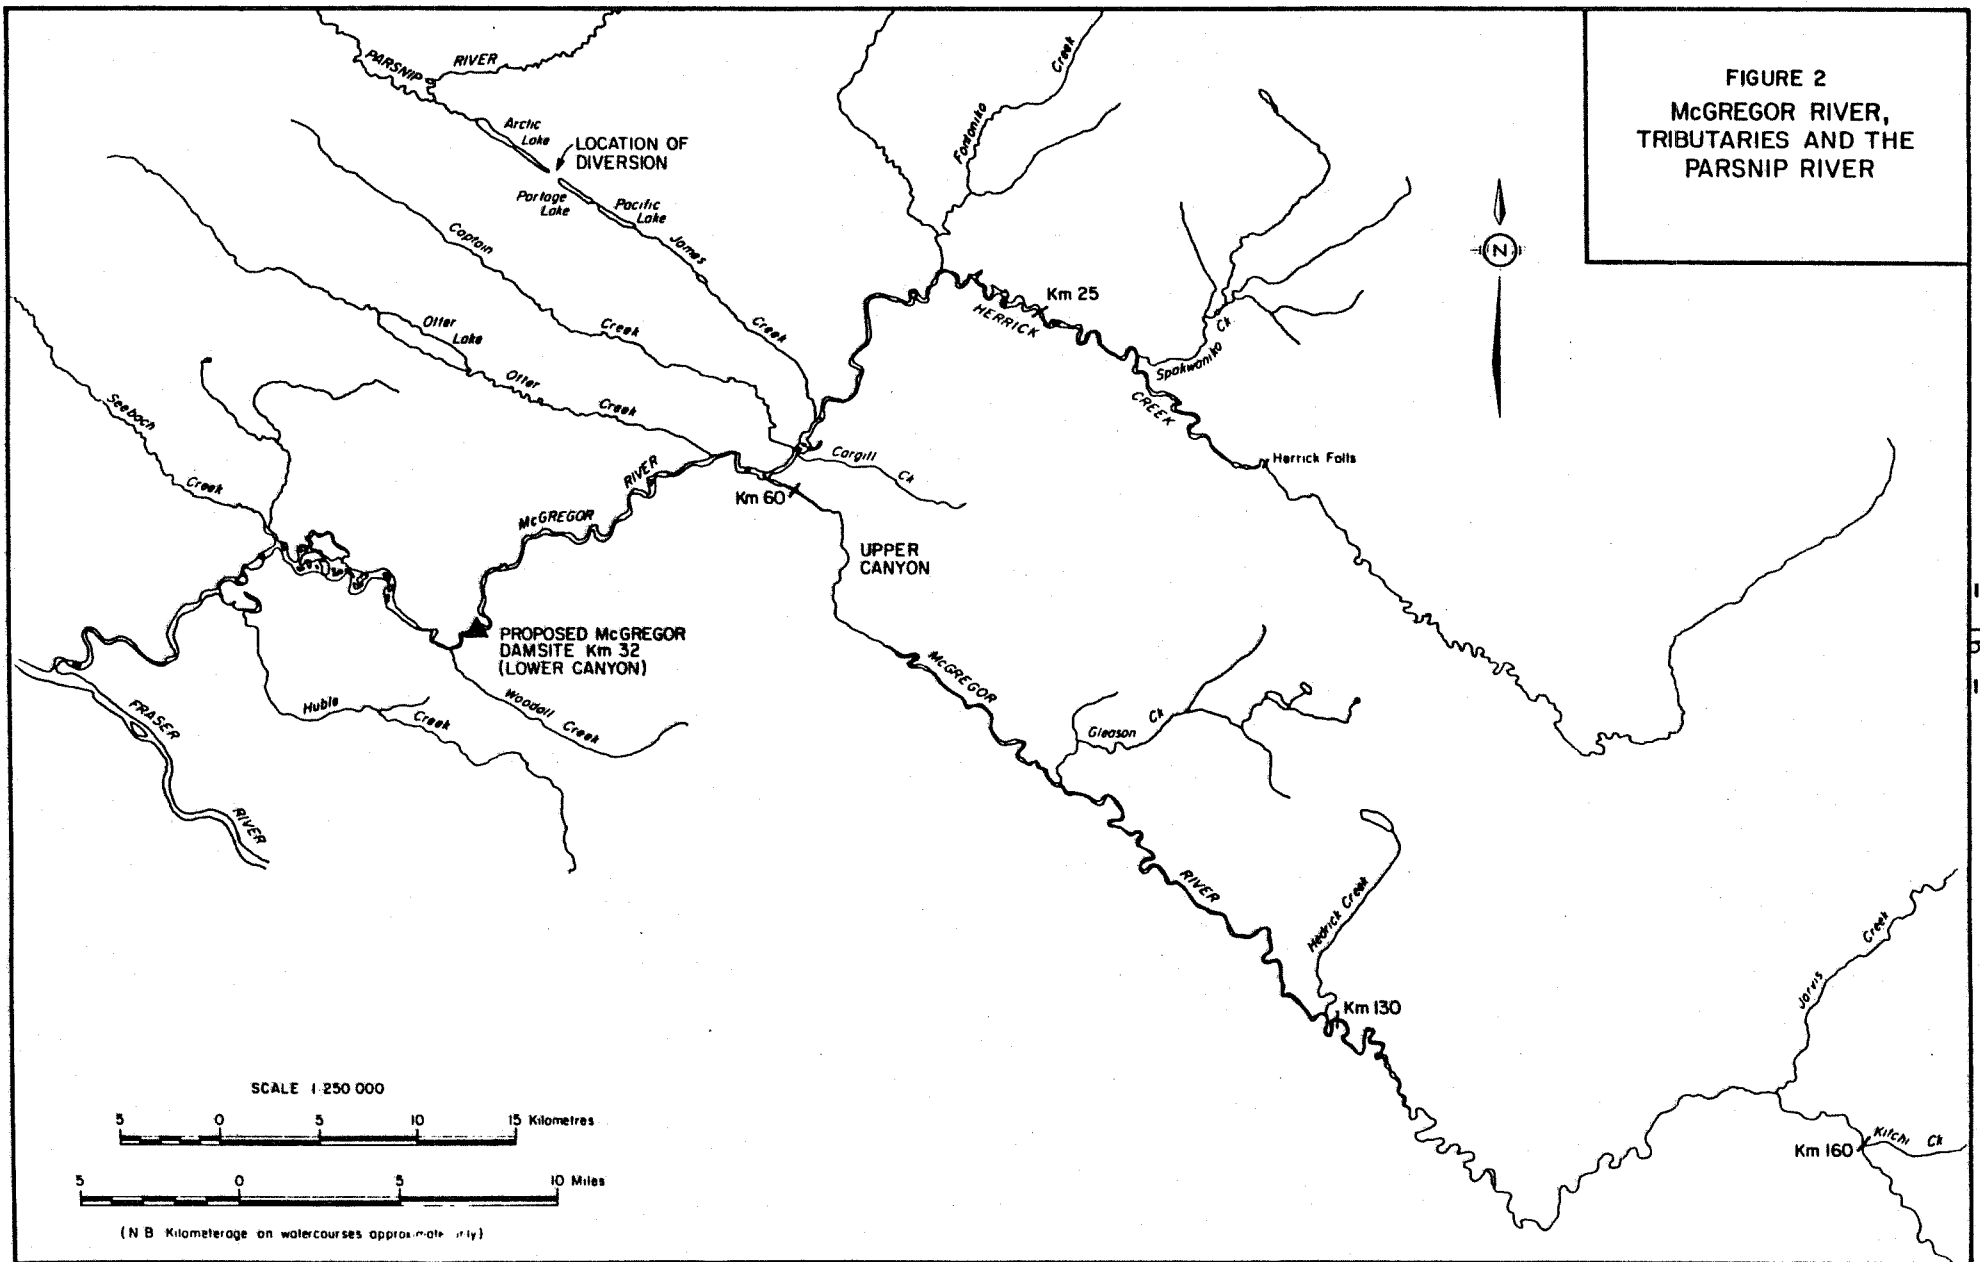 FIGURE 2
McGREGOR RIVER,
TRIBUTARIES AND THE
PARSNIP RIVER
PARSNIP
RIVER
Arctic
Lake
LOCATION OF
DIVERSION
Portage
Lake
Pacific
Lake
James
Creek
Fontoniko
Creek
N
Captain
Creek
Otter
Lake
Otter
Creek
Seebach
Creek
Km 25
HERRICK
CREEK
Spakwaniko
Ck
Herrick Falls
Cargill
Ck
Km 60
RIVER
McGREGOR
UPPER
CANYON
PROPOSED McGREGOR
DAMSITE Km 32
(LOWER CANYON)
Huble
Creek
Woodall
Creek
FRASER
RIVER
McGREGOR
RIVER
Gleason
Ck
Hedrick Creek
Km 130
Jarvis
Creek
Km 160
Kitchi
Ck
SCALE 1:250 000
5 0 5 10 15 Kilometres
5 0 5 10 Miles
(N B Kilometerage on watercourses approximate